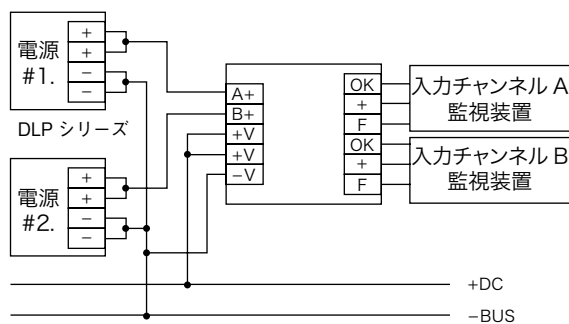 電源
#1.
+
+
−
−
DLP シリーズ
電源
#2.
+
+
−
−
A+
B+
+V
+V
−V
OK
+
F
OK
+
F
入力チャンネル A
監視装置
入力チャンネル B
監視装置
+DC
−BUS